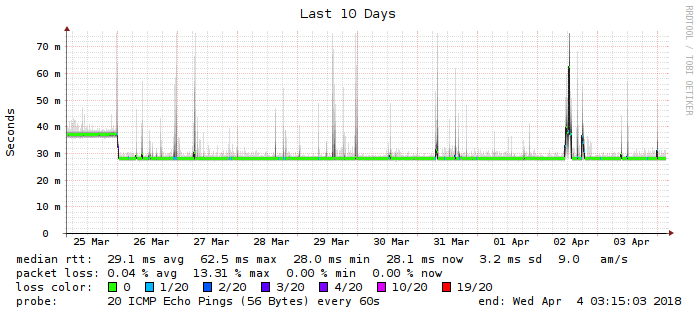 Last 10 Days
RRDTOOL / TOBI OETIKER
Seconds
70 m
60 m
50 m
40 m
30 m
20 m
10 m
0
25 Mar 26 Mar 27 Mar 28 Mar 29 Mar 30 Mar 31 Mar 01 Apr 02 Apr 03 Apr
median rtt: 29.1 ms avg 62.5 ms max 28.0 ms min 28.1 ms now 3.2 ms sd 9.0 am/s
packet loss: 0.04 % avg 13.31 % max 0.00 % min 0.00 % now
loss color: 0 1/20 2/20 3/20 4/20 10/20 19/20
probe: 20 ICMP Echo Pings (56 Bytes) every 60s end: Wed Apr 4 03:15:03 2018